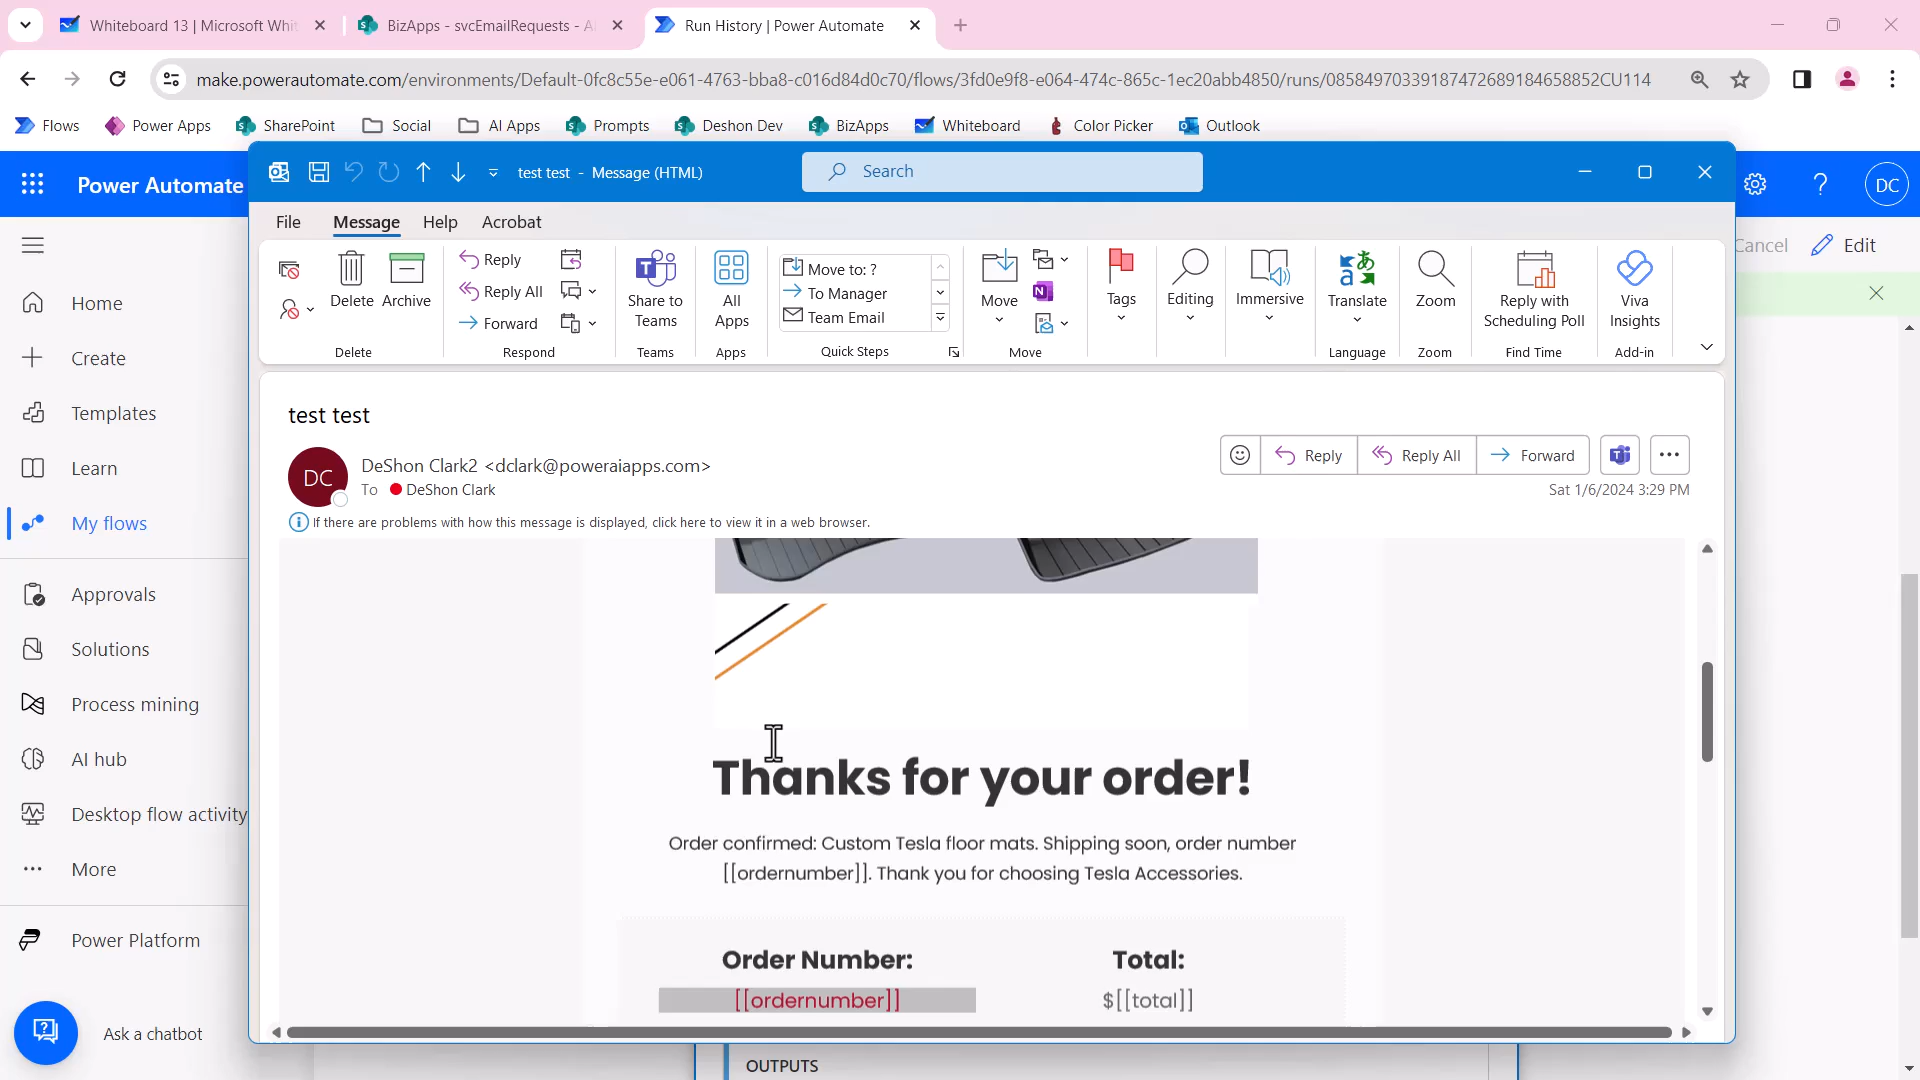 Whiteboard 13 | Microsoft Whit
BizApps - svcEmailRequests - Al
Run History | Power Automate
make.powerautomate.com/environments/Default-0fc8c55e-e061-4763-bba8-c016d84d0c70/flows/3fd0e9f8-e064-474c-865c-1ec20abb4850/runs/08584970339187472689184658852CU114
Flows
Power Apps
SharePoint
Social
AI Apps
Prompts
Deshon Dev
BizApps
Whiteboard
Color Picker
Outlook
Power Automate
test test - Message (HTML)
Search
DC
File
Message
Help
Acrobat
Cancel
Edit
Delete
Archive
Delete
Reply
Reply All
Forward
Respond
Share to
Teams
Teams
All
Apps
Apps
Move to: ?
To Manager
Team Email
Quick Steps
Move
Move
Tags
Editing
Immersive
Translate
Language
Zoom
Zoom
Reply with
Scheduling Poll
Find Time
Viva
Insights
Add-in
Home
Create
Templates
Learn
My flows
Approvals
Solutions
Process mining
AI hub
Desktop flow activity
More
Power Platform
Ask a chatbot
test test
DC
DeShon Clark2 <dclark@poweraiapps.com>
To DeShon Clark
Reply
Reply All
Forward
Sat 1/6/2024 3:29 PM
If there are problems with how this message is displayed, click here to view it in a web browser.
Thanks for your order!
Order confirmed: Custom Tesla floor mats. Shipping soon, order number
[[ordernumber]]. Thank you for choosing Tesla Accessories.
Order Number:
[[ordernumber]]
Total:
$[[total]]
OUTPUTS